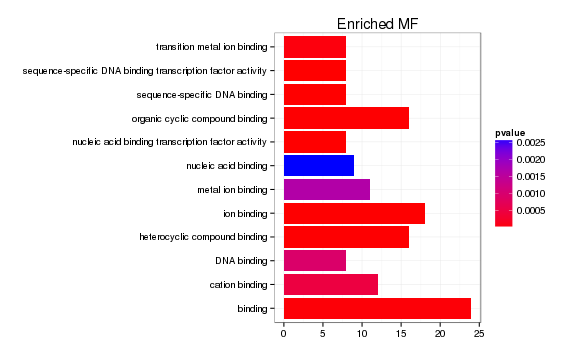 Enriched MF
transition metal ion binding
sequence-specific DNA binding transcription factor activity
sequence-specific DNA binding
organic cyclic compound binding
nucleic acid binding transcription factor activity
nucleic acid binding
metal ion binding
ion binding
heterocyclic compound binding
DNA binding
cation binding
binding
0 5 10 15 20 25
pvalue
0.0025
0.0020
0.0015
0.0010
0.0005